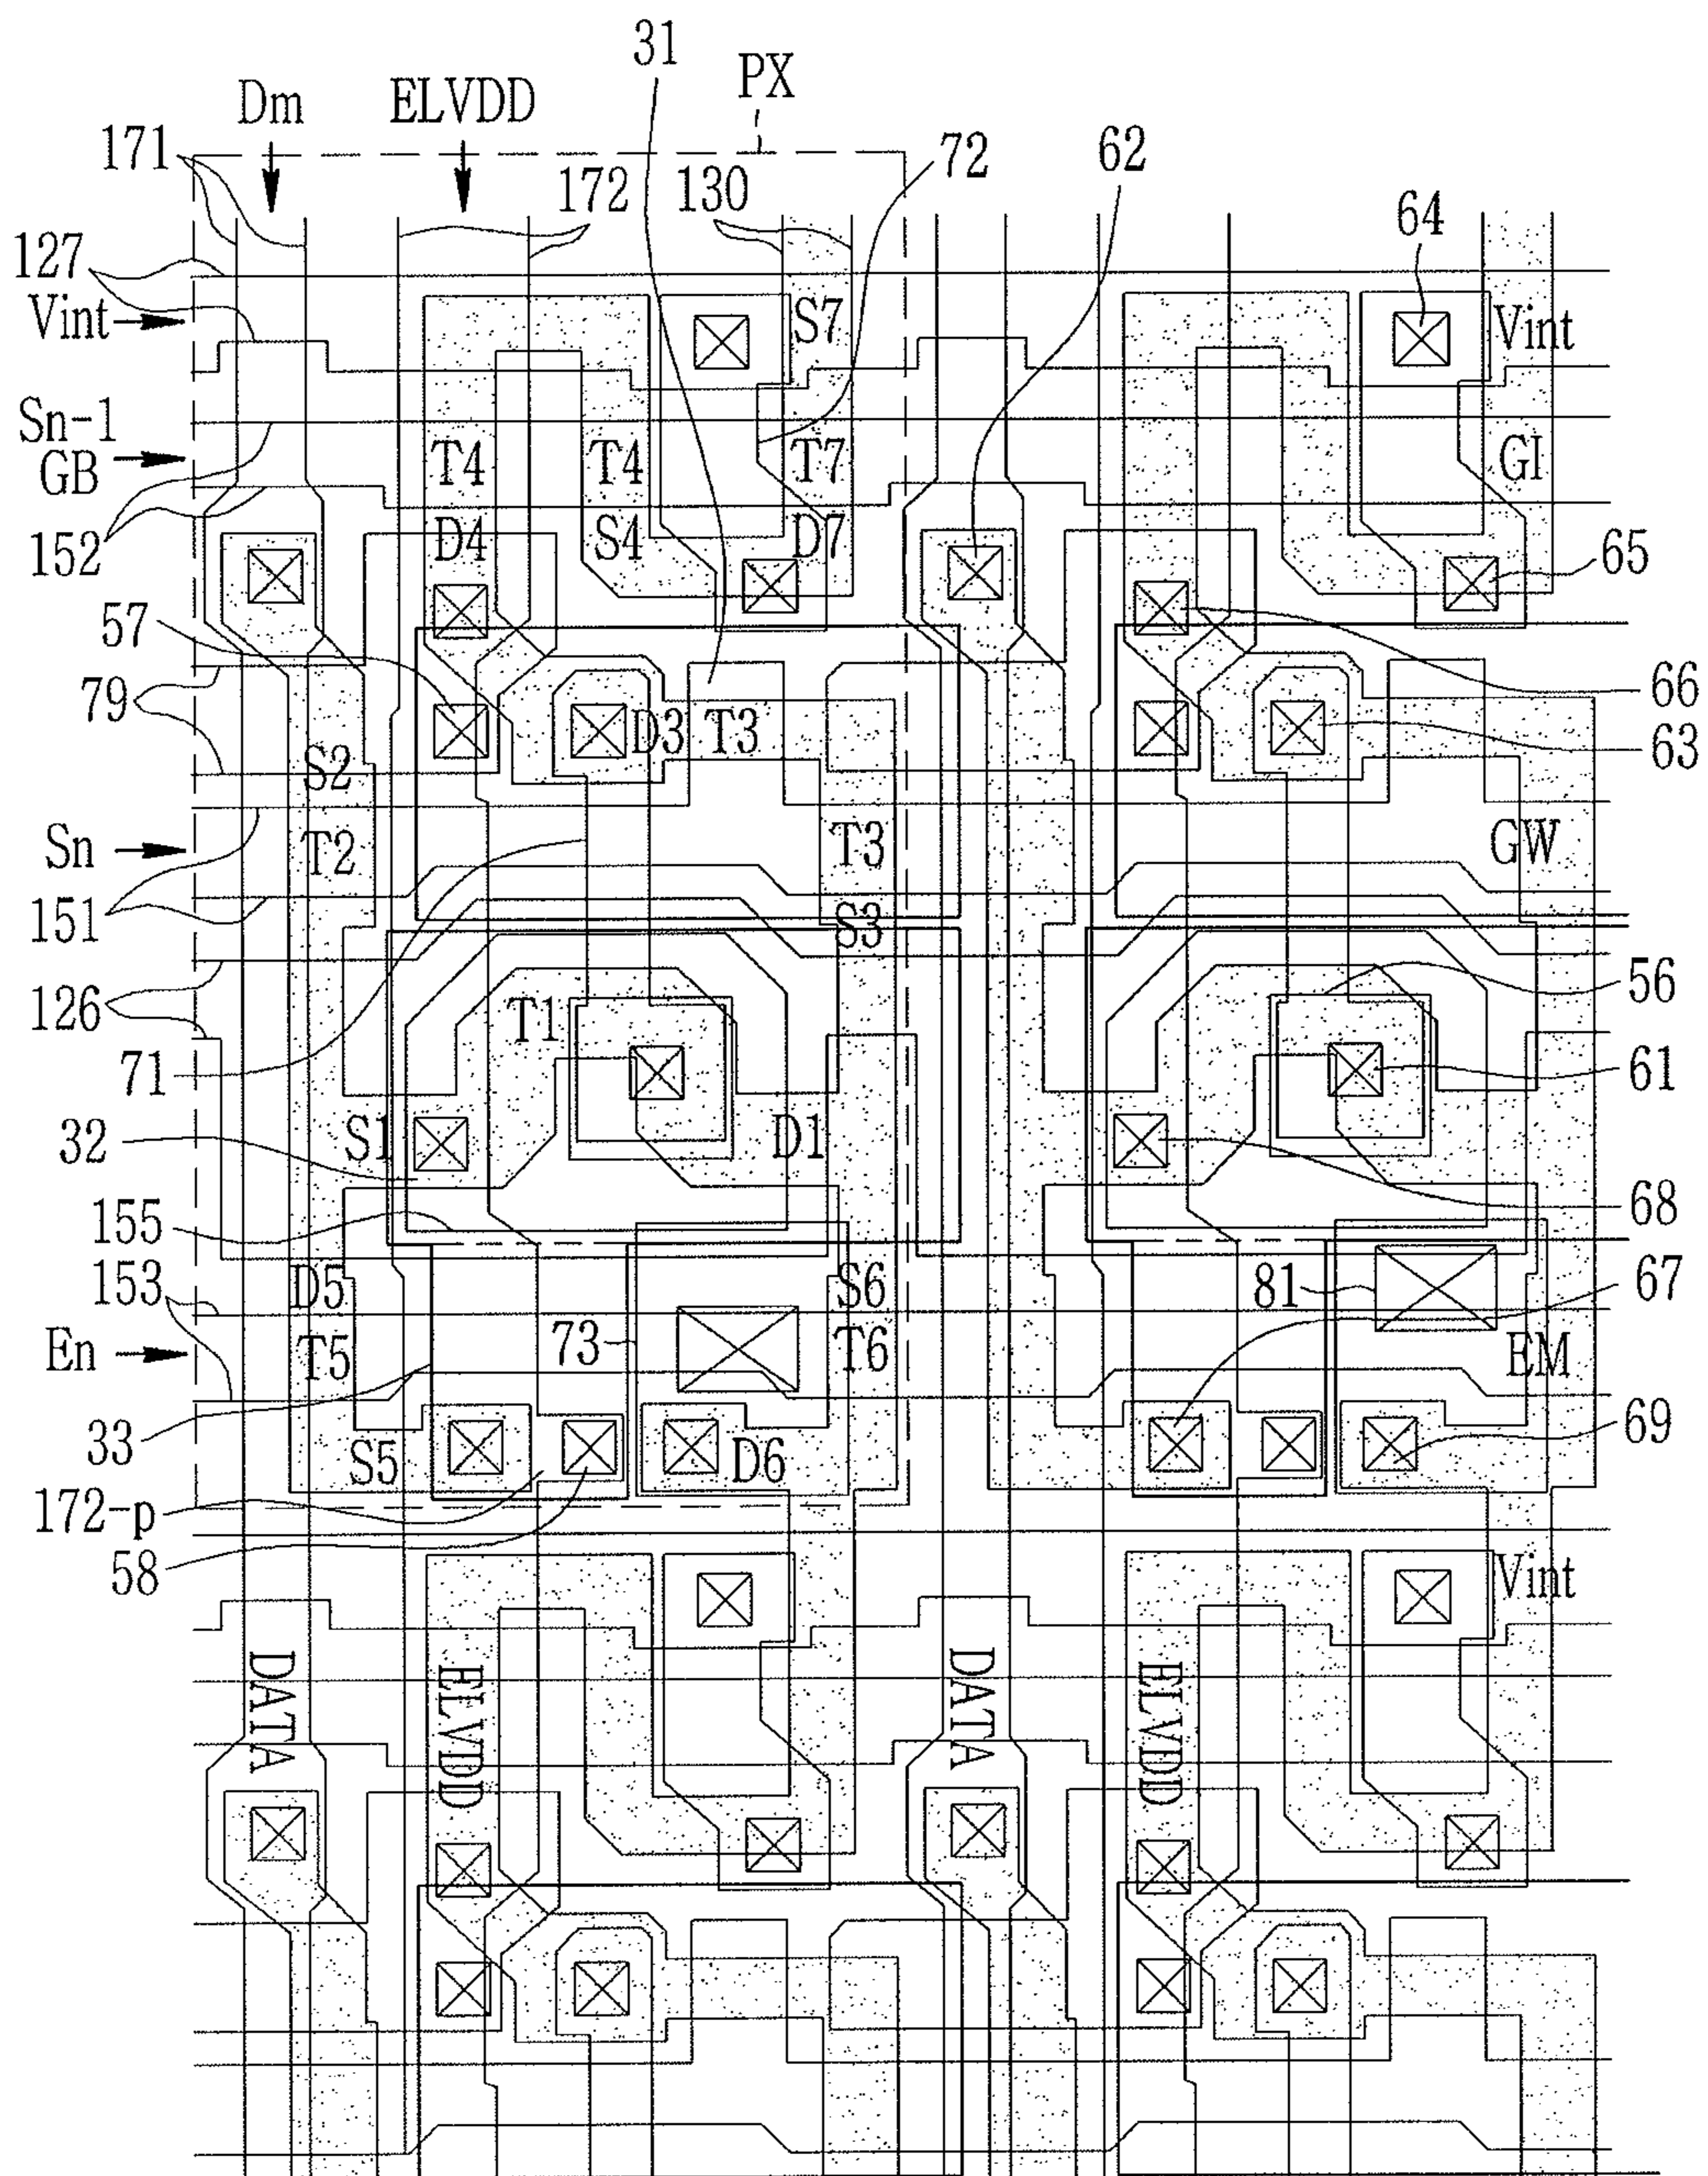 31
PX
Dm
ELVDD
171
72
62
172
130
64
127
Vint
S7
Vint
Sn-1
GB
T4
T4
T7
GI
152
D4
S4
D7
65
57
66
79
D3
T3
63
S2
Sn
T2
T3
GW
151
S3
126
T1
56
71
61
32
S1
D1
155
68
153
D5
S6
81
67
En
T5
73
T6
EM
33
S5
D6
69
172-p
58
Vint
DATA
ELVDD
DATA
ELVDD